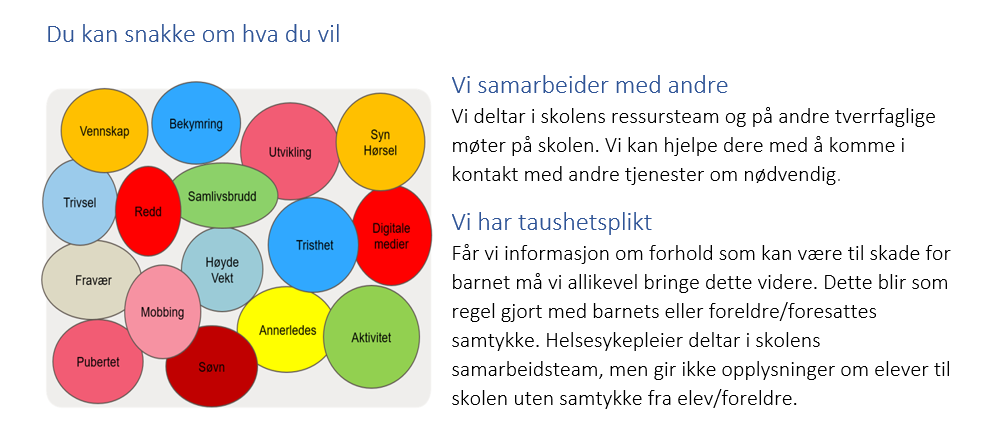 Du kan snakke om hva du vil
Vennskap
Bekymring
Utvikling
Syn
Hørsel
Trivsel
Redd
Samlivsbrudd
Tristhet
Digitale
medier
Fravær
Høyde
Vekt
Mobbing
Annerledes
Aktivitet
Pubertet
Søvn
Vi samarbeider med andre
Vi deltar i skolens ressursteam og på andre tverrfaglige
møter på skolen. Vi kan hjelpe dere med å komme i
kontakt med andre tjenester om nødvendig.
Vi har taushetsplikt
Får vi informasjon om forhold som kan være til skade for
barnet må vi allikevel bringe dette videre. Dette blir som
regel gjort med barnets eller foreldre/foresattes
samtykke. Helsesykepleier deltar i skolens
samarbeidsteam, men gir ikke opplysninger om elever til
skolen uten samtykke fra elev/foreldre.